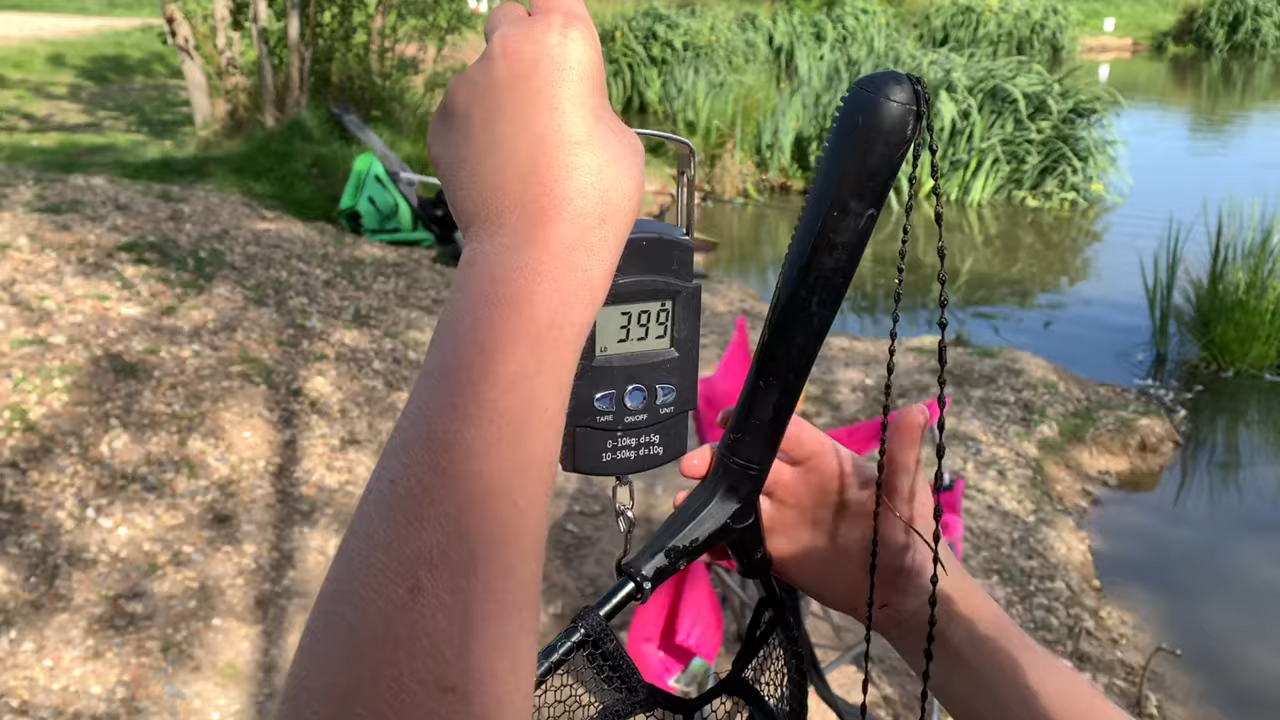 3.99
Lb
TARE ON/OFF UNIT
0-10kg: d=5g
10-50kg: d=10g